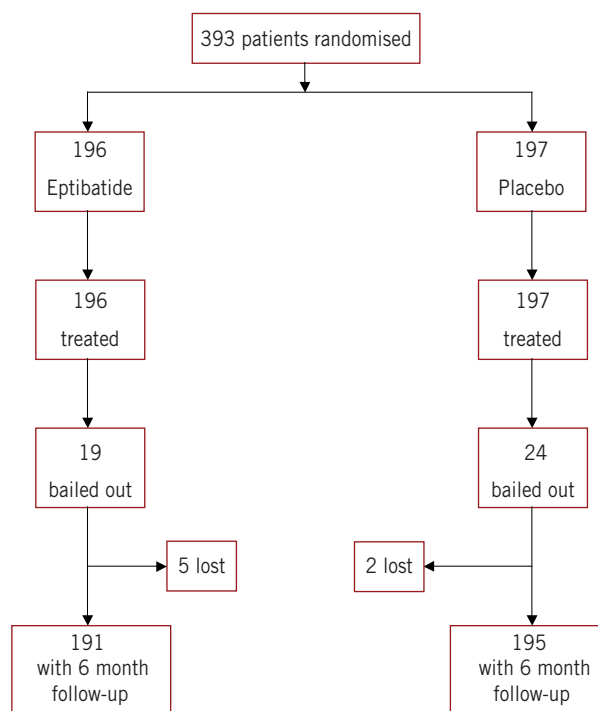 393 patients randomised
196
Eptibatide
197
Placebo
196
treated
197
treated
19
bailed out
24
bailed out
5 lost
2 lost
191
with 6 month
follow-up
195
with 6 month
follow-up